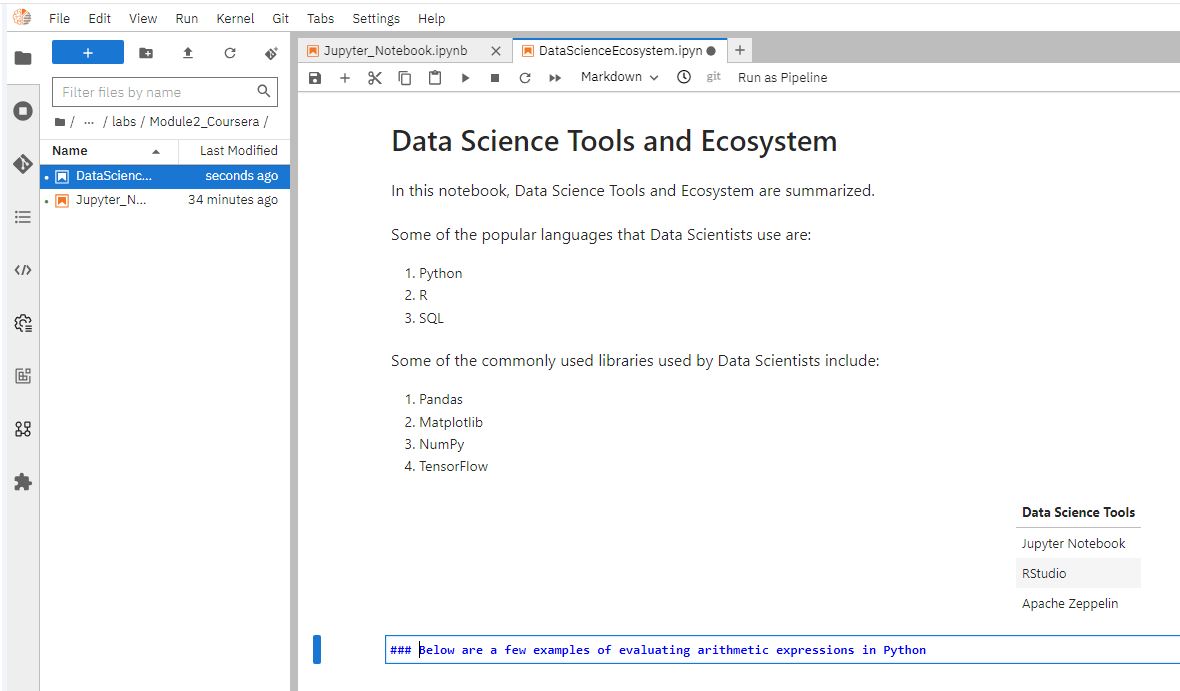 File Edit View Run Kernel Git Tabs Settings Help
+
Filter files by name
/ ... / labs / Module2_Coursera /
Name Last Modified
DataScienc... seconds ago
Jupyter_N... 34 minutes ago
Jupyter_Notebook.ipynb
DataScienceEcosystem.ipyn
Markdown
git
Run as Pipeline
Data Science Tools and Ecosystem
In this notebook, Data Science Tools and Ecosystem are summarized.
Some of the popular languages that Data Scientists use are:
1. Python
2. R
3. SQL
Some of the commonly used libraries used by Data Scientists include:
1. Pandas
2. Matplotlib
3. NumPy
4. TensorFlow
Data Science Tools
Jupyter Notebook
RStudio
Apache Zeppelin
### Below are a few examples of evaluating arithmetic expressions in Python